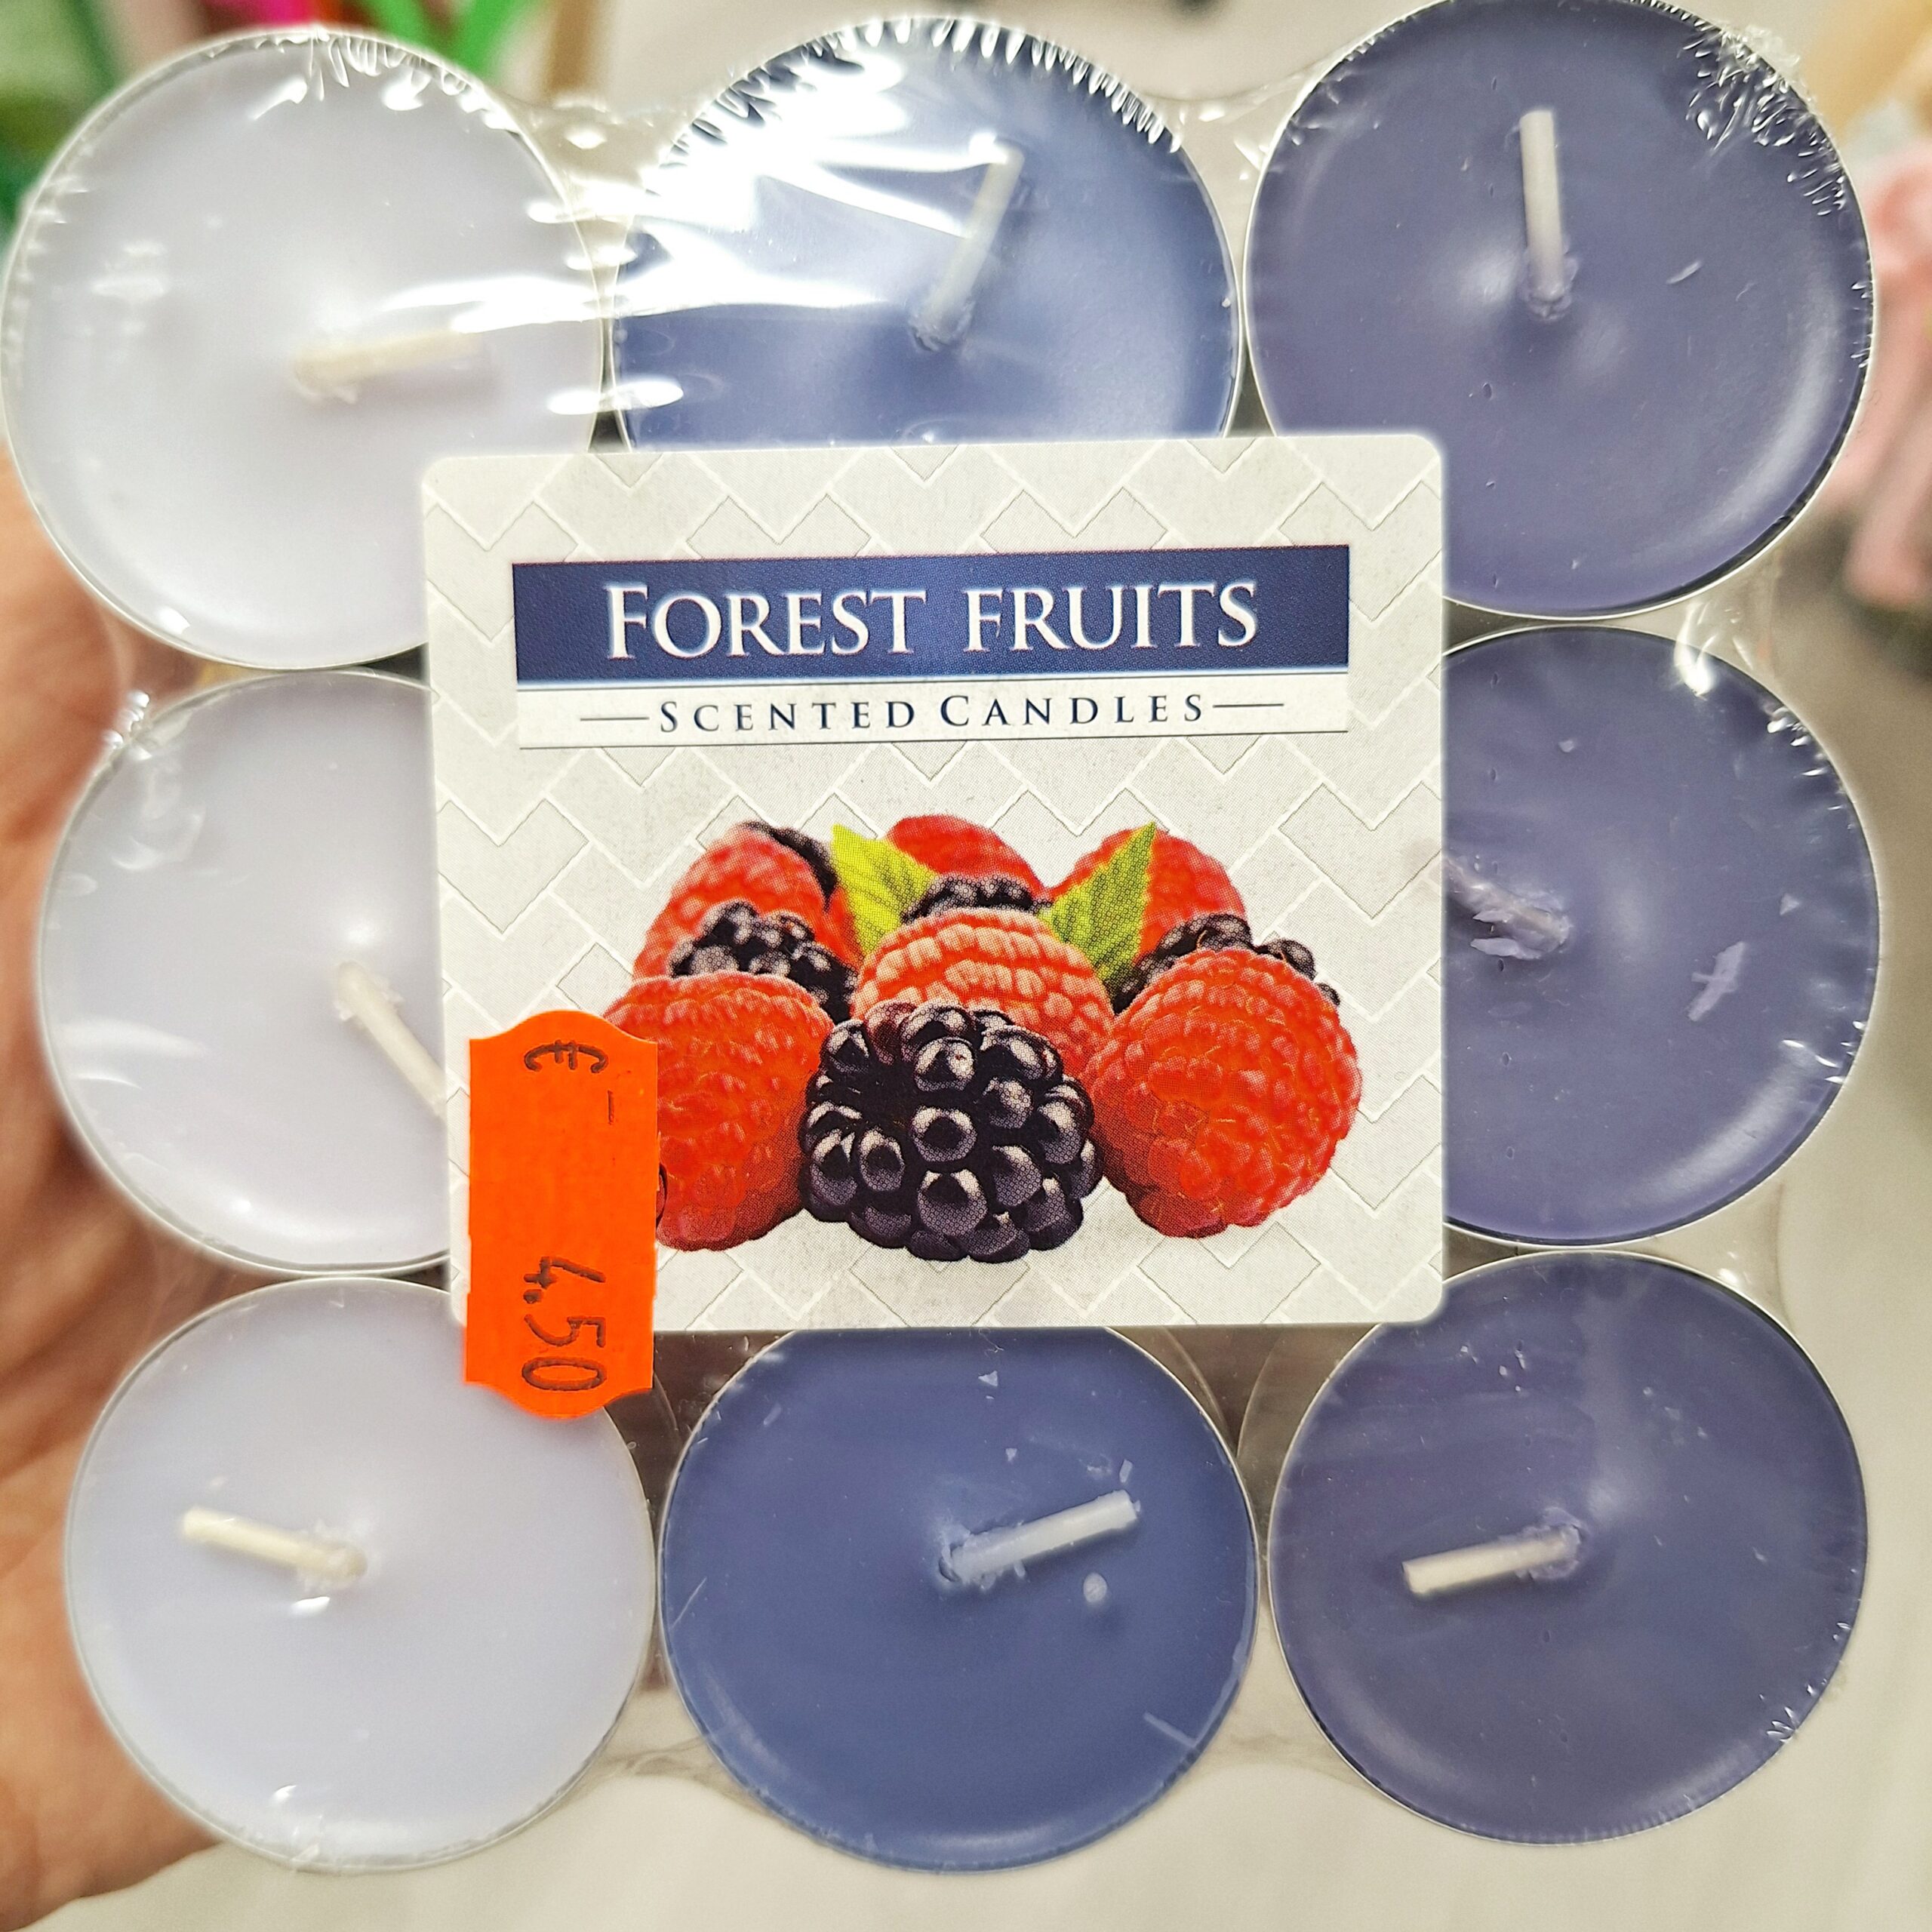 FOREST FRUITS
SCENTED CANDLES
€ 4.50